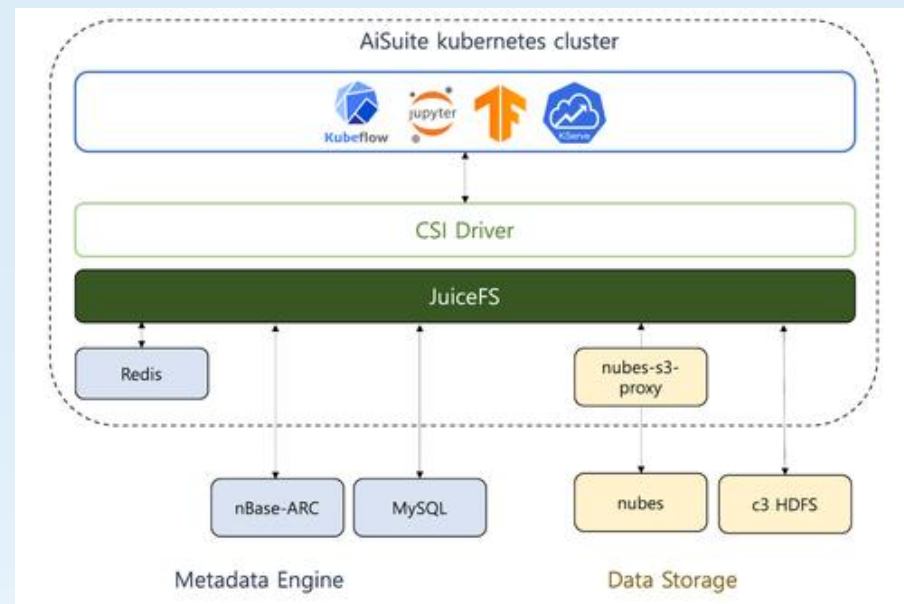 AiSuite kubernetes cluster
Kubeflow
jupyter
KServe
CSI Driver
JuiceFS
Redis
nubes-s3-
proxy
nBase-ARC
MySQL
nubes
c3 HDFS
Metadata Engine
Data Storage